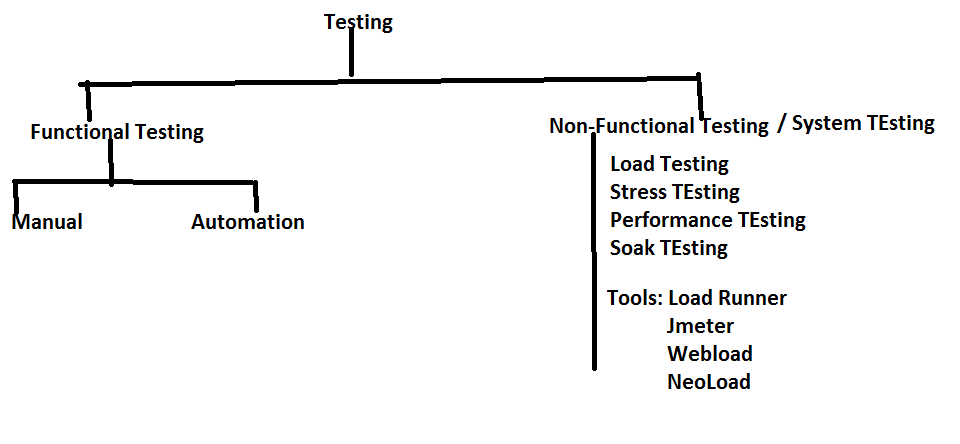 Testing
Functional Testing
Non-Functional Testing / System TEsting
Manual
Automation
Load Testing
Stress TEsting
Performance TEsting
Soak TEsting
Tools: Load Runner
Jmeter
Webload
NeoLoad